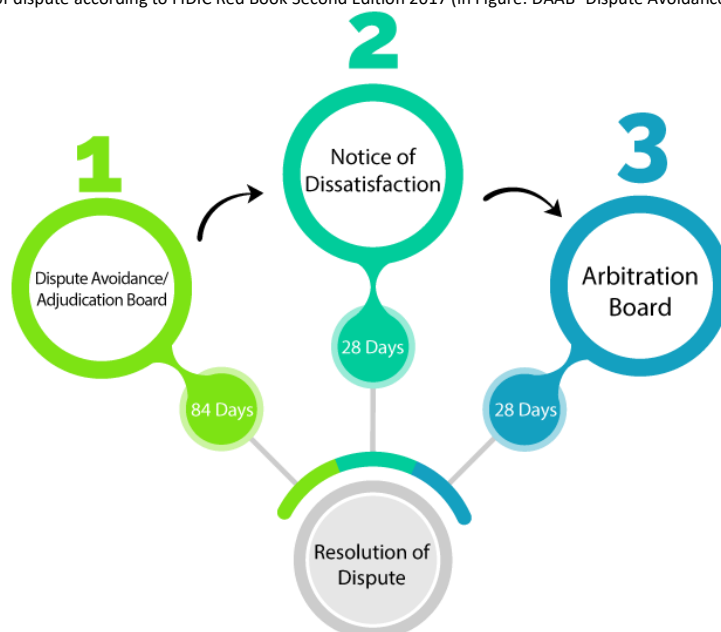 of dispute according to FIDIC Red Book Second Edition 2017 (In Figure: DAAB- Dispute Avoidance
2
1
3
Notice of
Dissatisfaction
Dispute Avoidance/
Adjudication Board
Arbitration
Board
28 Days
84 Days
28 Days
Resolution of
Dispute